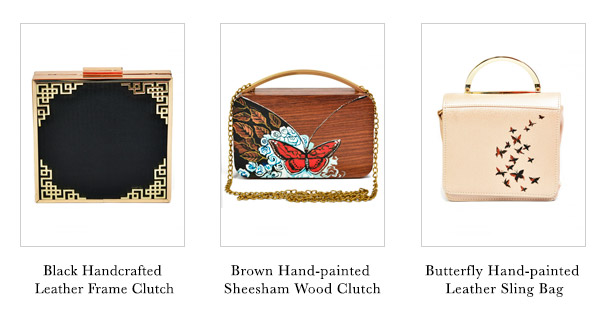 Black Handcrafted
Leather Frame Clutch
Brown Hand-painted
Sheesham Wood Clutch
Butterfly Hand-painted
Leather Sling Bag